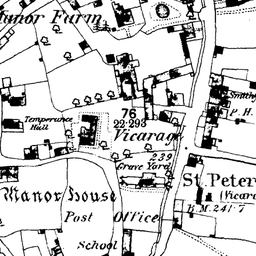 Manor Farm
Smithy
P. H.
76
22·293
Temperance
Hall
Vicarage
239
Grave Yard
St Peter
(Vicara
Manor House
B.M. 241·7
Post Office
School